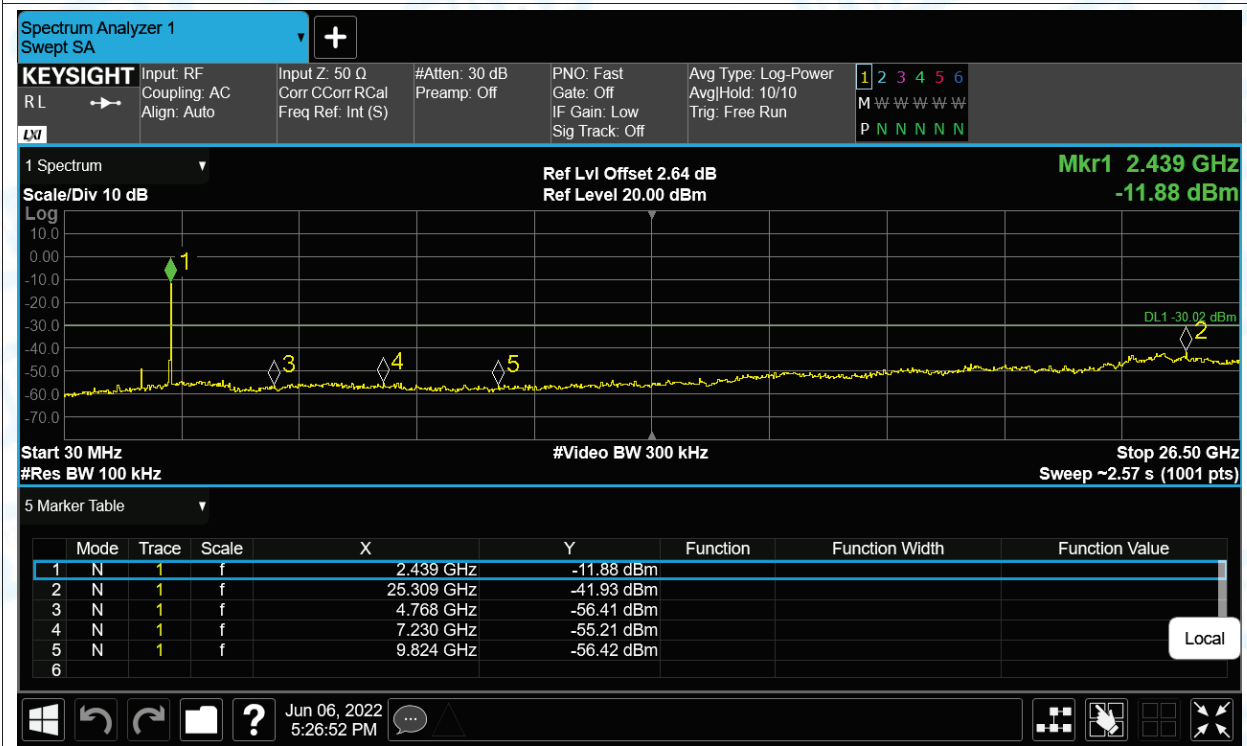 Spectrum Analyzer 1
Swept SA
+
KEYSIGHT
R L
LXI
Input: RF
Coupling: AC
Align: Auto
Input Z: 50 Ω
Corr CCorr RCal
Freq Ref: Int (S)
#Atten: 30 dB
Preamp: Off
PNO: Fast
Gate: Off
IF Gain: Low
Sig Track: Off
Avg Type: Log-Power
Avg|Hold: 10/10
Trig: Free Run
1 2 3 4 5 6
M W W W W W
P N N N N N
1 Spectrum
Scale/Div 10 dB
Ref Lvl Offset 2.64 dB
Ref Level 20.00 dBm
Mkr1 2.439 GHz
-11.88 dBm
Log
10.0
0.00
-10.0
-20.0
-30.0
-40.0
-50.0
-60.0
-70.0
1
3
4
5
2
DL1 -30.02 dBm
Start 30 MHz
#Video BW 300 kHz
Stop 26.50 GHz
#Res BW 100 kHz
Sweep ~2.57 s (1001 pts)
5 Marker Table
Mode Trace Scale X Y Function Function Width Function Value
1 N 1 f 2.439 GHz -11.88 dBm
2 N 1 f 25.309 GHz -41.93 dBm
3 N 1 f 4.768 GHz -56.41 dBm
4 N 1 f 7.230 GHz -55.21 dBm
5 N 1 f 9.824 GHz -56.42 dBm
6
Local
?
Jun 06, 2022
5:26:52 PM